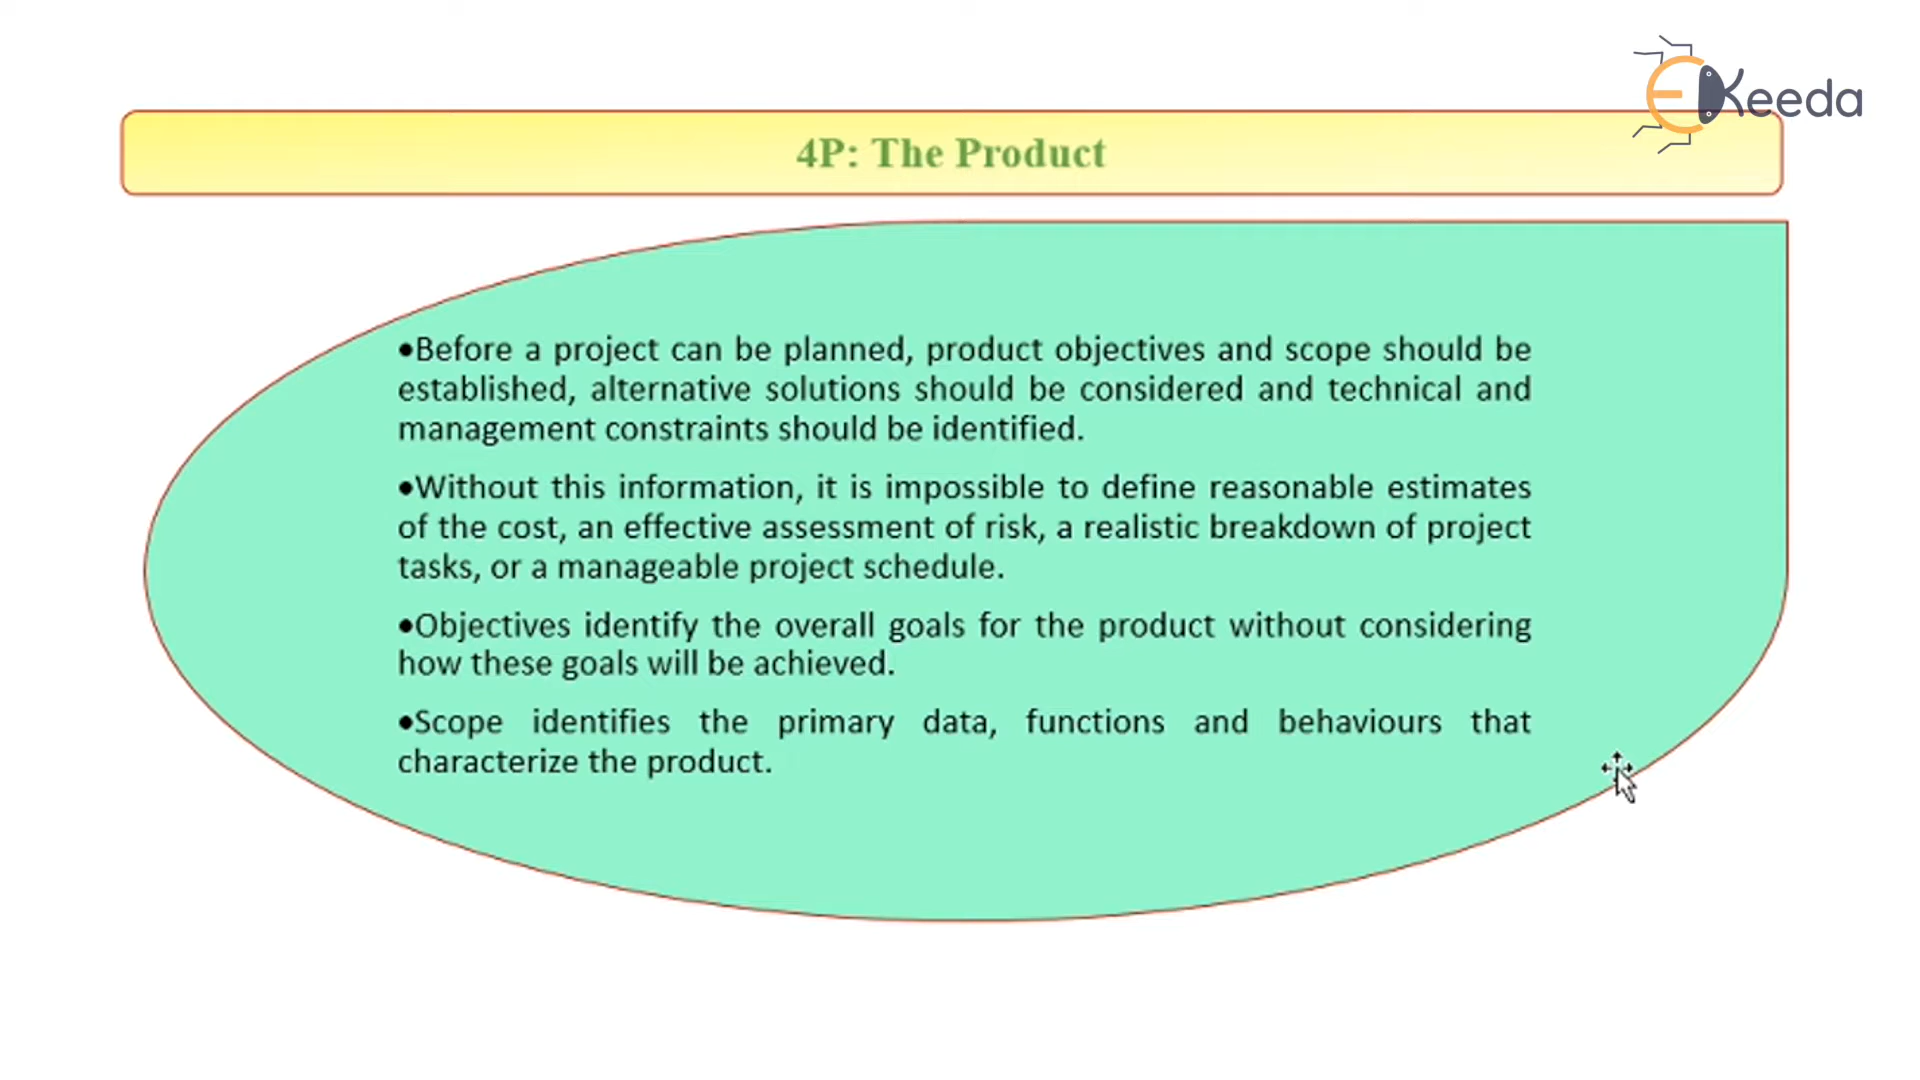 EKeeda
4P: The Product
•Before a project can be planned, product objectives and scope should be
established, alternative solutions should be considered and technical and
management constraints should be identified.
•Without this information, it is impossible to define reasonable estimates
of the cost, an effective assessment of risk, a realistic breakdown of project
tasks, or a manageable project schedule.
•Objectives identify the overall goals for the product without considering
how these goals will be achieved.
•Scope identifies the primary data, functions and behaviours that
characterize the product.